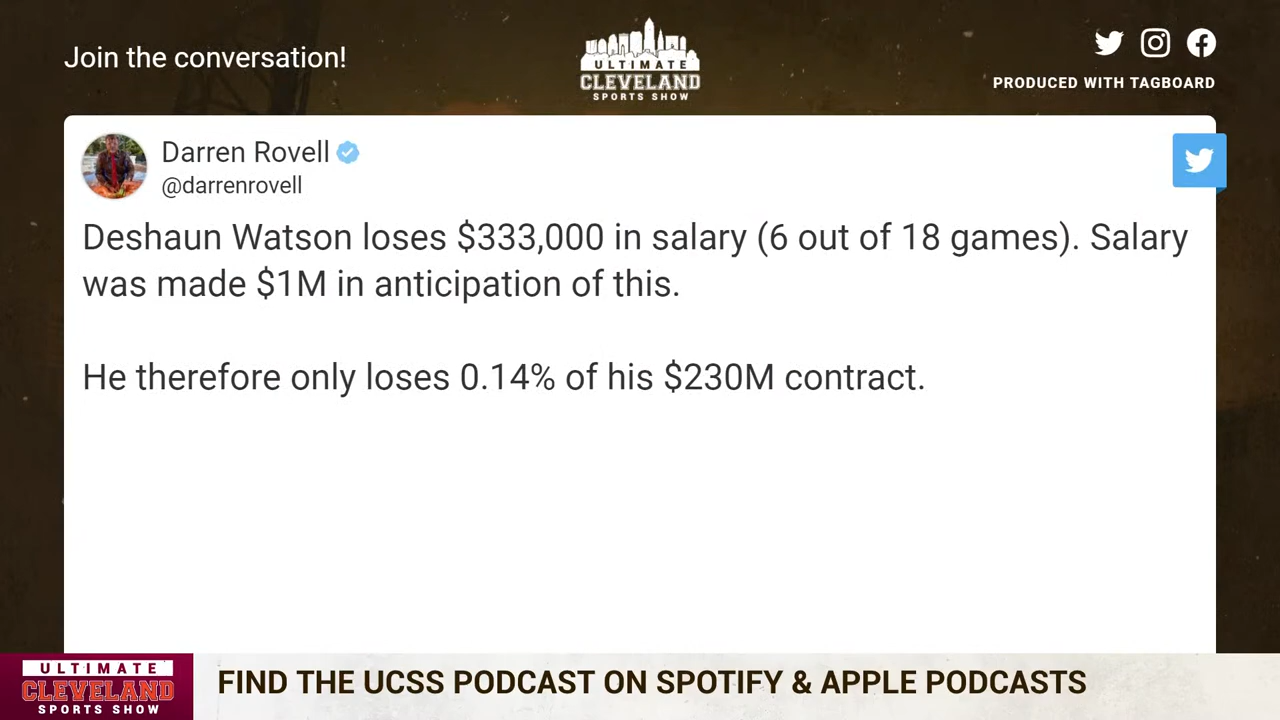 Join the conversation!
ULTIMATE
CLEVELAND
SPORTS SHOW
PRODUCED WITH TAGBOARD
Darren Rovell
@darrenrovell
Deshaun Watson loses $333,000 in salary (6 out of 18 games). Salary
was made $1M in anticipation of this.
He therefore only loses 0.14% of his $230M contract.
ULTIMATE
CLEVELAND
SPORTS SHOW
FIND THE UCSS PODCAST ON SPOTIFY & APPLE PODCASTS